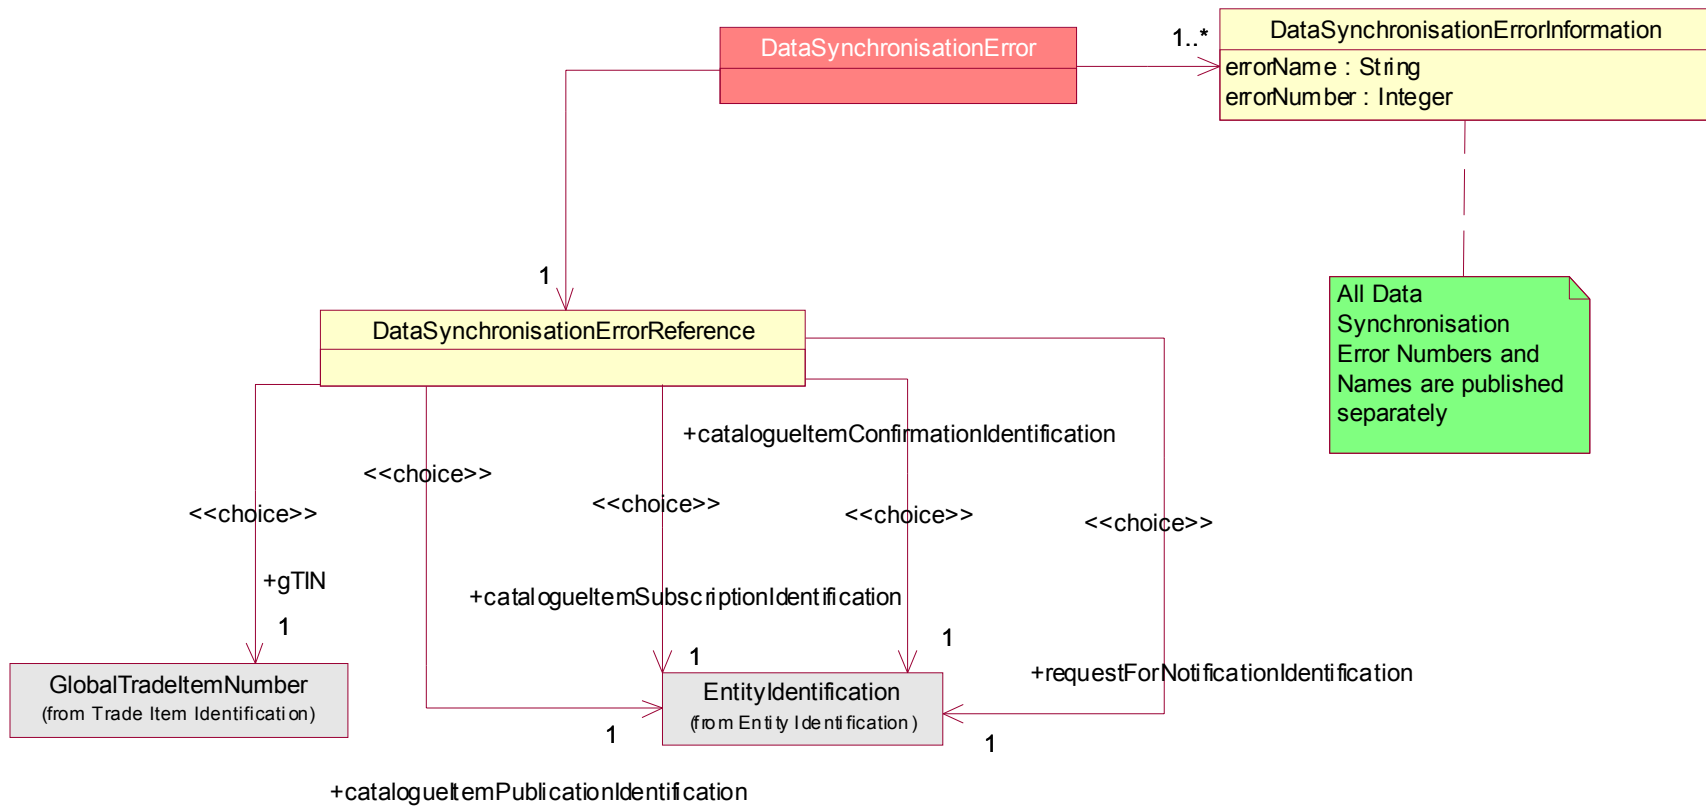 DataSynchronisationError
1..*
DataSynchronisationErrorInformation
errorName : String
errorNumber : Integer
1
All Data
Synchronisation
Error Numbers and
Names are published
separately
DataSynchronisationErrorReference
+catalogueItemConfirmationIdentification
<<choice>>
<<choice>>
<<choice>>
<<choice>>
<<choice>>
+gTIN
+catalogueItemSubscriptionIdentification
1
1
1
+requestForNotificationIdentification
GlobalTradeItemNumber
(from Trade Item Identification)
EntityIdentification
(from Entity Identification)
1
1
+catalogueItemPublicationIdentification